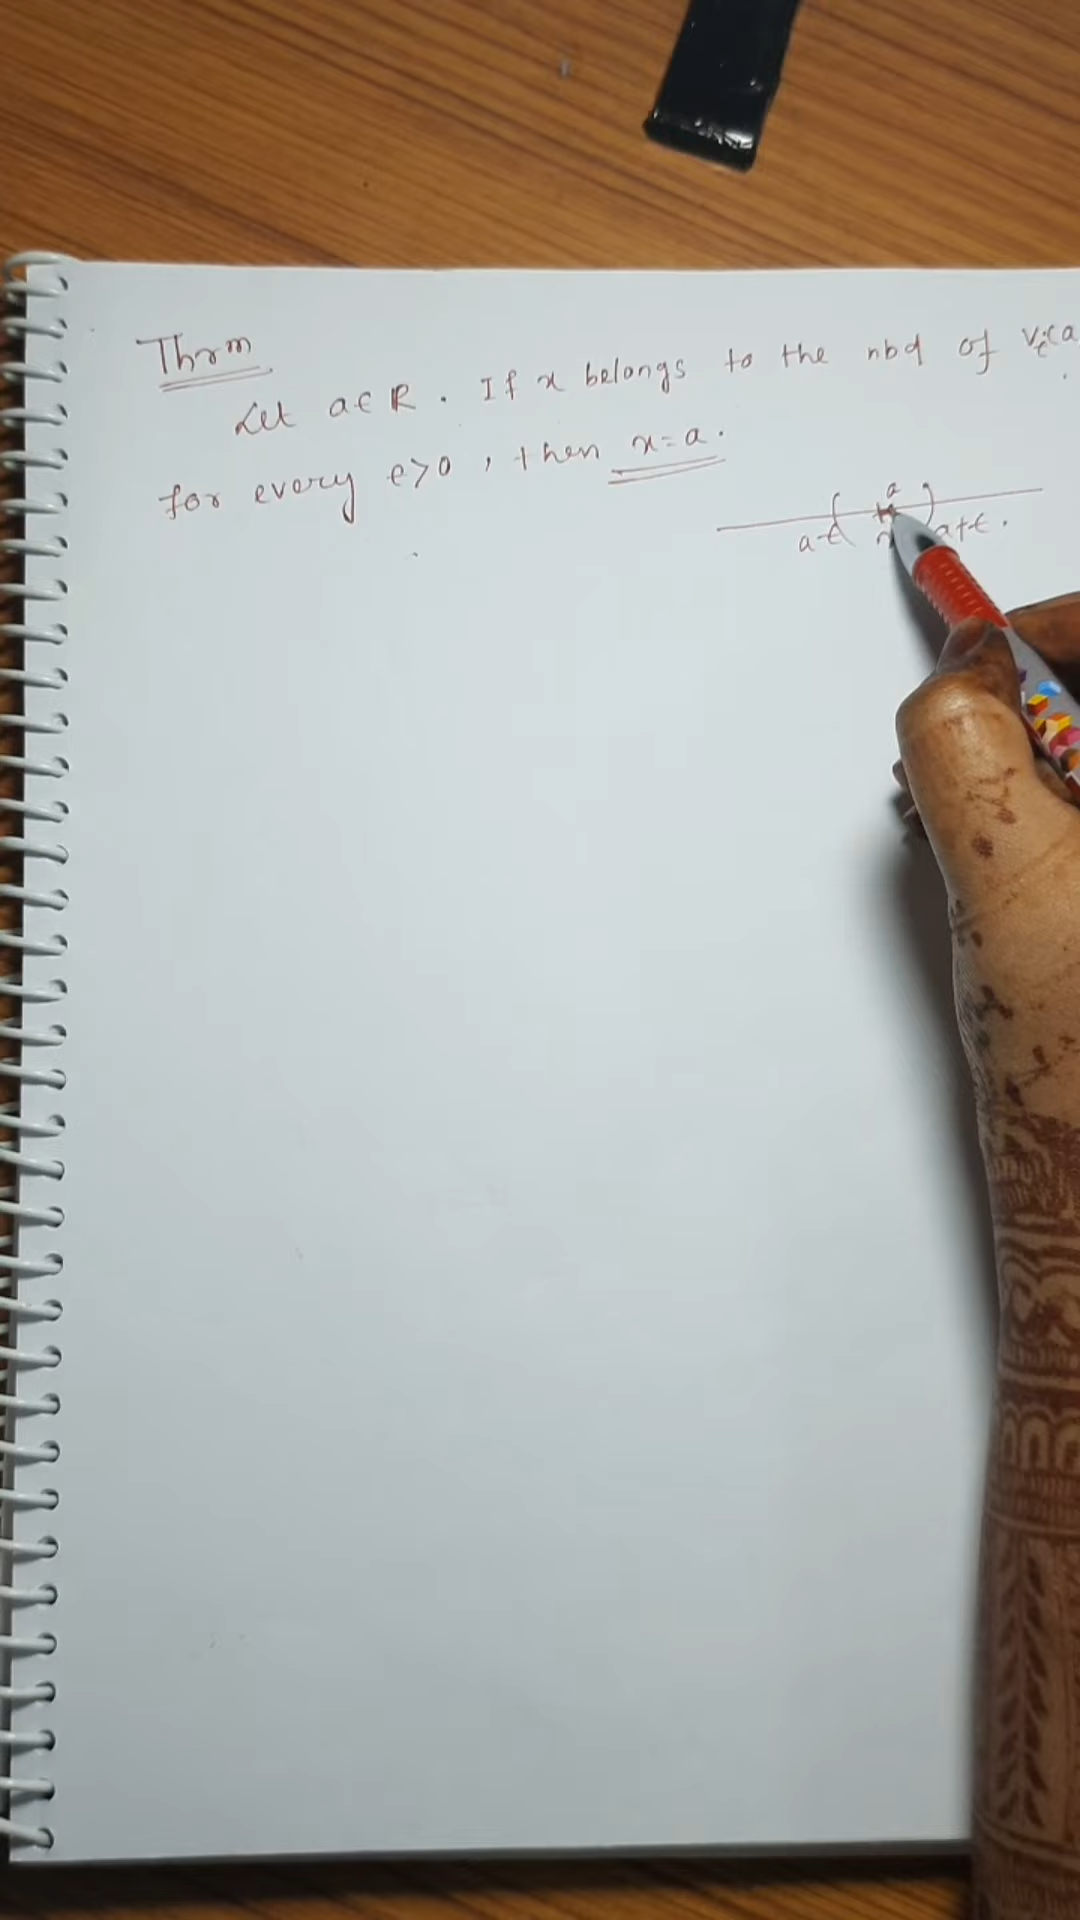 Thrm
Let a∈R. If x belongs to the nbd of Vε(a
for every ε>0, then x=a.
a
a-ε x a+ε.